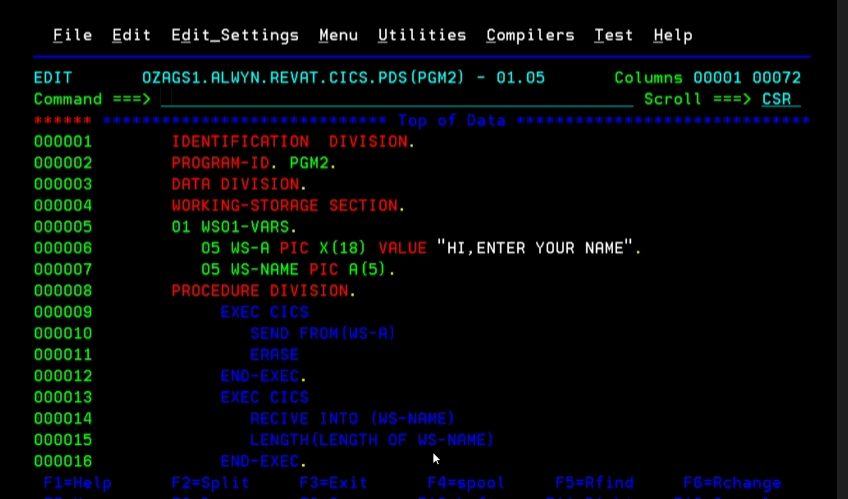 File Edit Edit_Settings Menu Utilities Compilers Test Help
EDIT OZAGS1.ALWYN.REVAT.CICS.PDS(PGM2) - 01.05 Columns 00001 00072
Command ===> Scroll ===> CSR
****** ***************************** Top of Data ******************************
000001 IDENTIFICATION DIVISION.
000002 PROGRAM-ID. PGM2.
000003 DATA DIVISION.
000004 WORKING-STORAGE SECTION.
000005 01 WS01-VARS.
000006 05 WS-A PIC X(18) VALUE "HI,ENTER YOUR NAME".
000007 05 WS-NAME PIC A(5).
000008 PROCEDURE DIVISION.
000009 EXEC CICS
000010 SEND FROM(WS-A)
000011 ERASE
000012 END-EXEC.
000013 EXEC CICS
000014 RECIVE INTO (WS-NAME)
000015 LENGTH(LENGTH OF WS-NAME)
000016 END-EXEC.
F1=Help F2=Split F3=Exit F4=spool F5=Rfind F6=Rchange